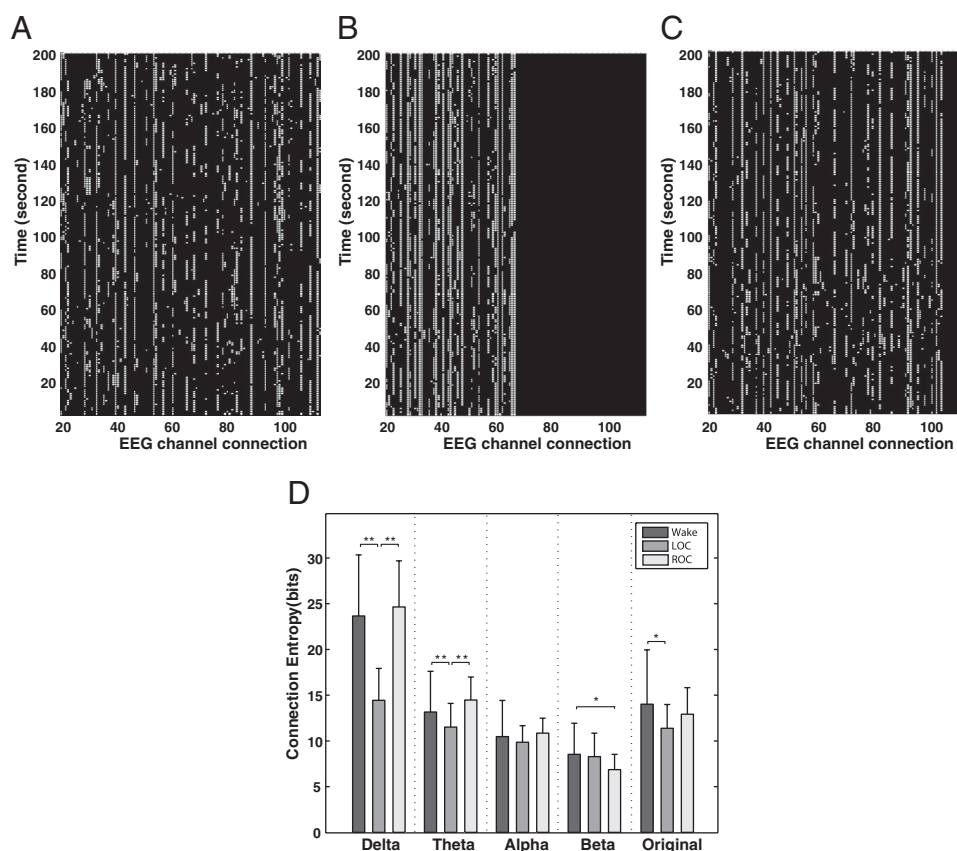 A
B
C
Time (second)
200
180
160
140
120
100
80
60
40
20
20 40 60 80 100
EEG channel connection
Time (second)
200
180
160
140
120
100
80
60
40
20
20 40 60 80 100
EEG channel connection
Time (second)
200
180
160
140
120
100
80
60
40
20
20 40 60 80 100
EEG channel connection
D
Connection Entropy(bits)
30
25
20
15
10
5
0
Wake
LOC
ROC
** **
** **
*
*
Delta Theta Alpha Beta Original